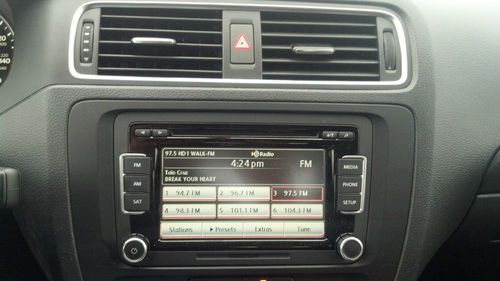 97.5 HD1 WALK-FM HD Radio
4:24 pm FM
Taio Cruz
BREAK YOUR HEART
FM
AM
SAT
MEDIA
PHONE
SETUP
1 94.7 FM 2 96.7 FM 3 97.5 FM
4 98.3 FM 5 103.1 FM 6 104.3 FM
Stations Presets Extras Tune